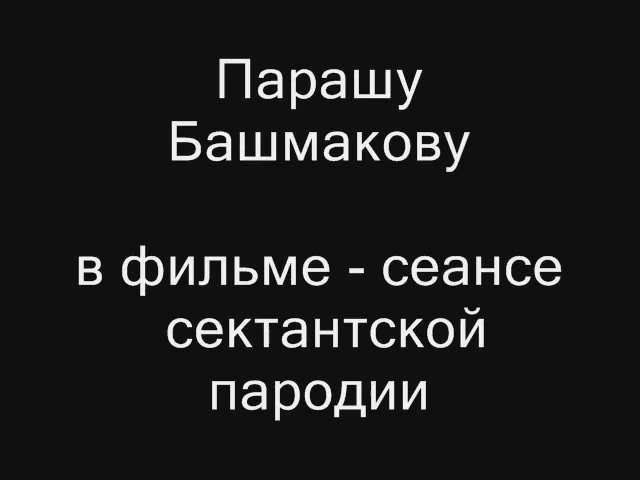 Парашу
Башмакову
в фильме - сеансе
сектантской
пародии